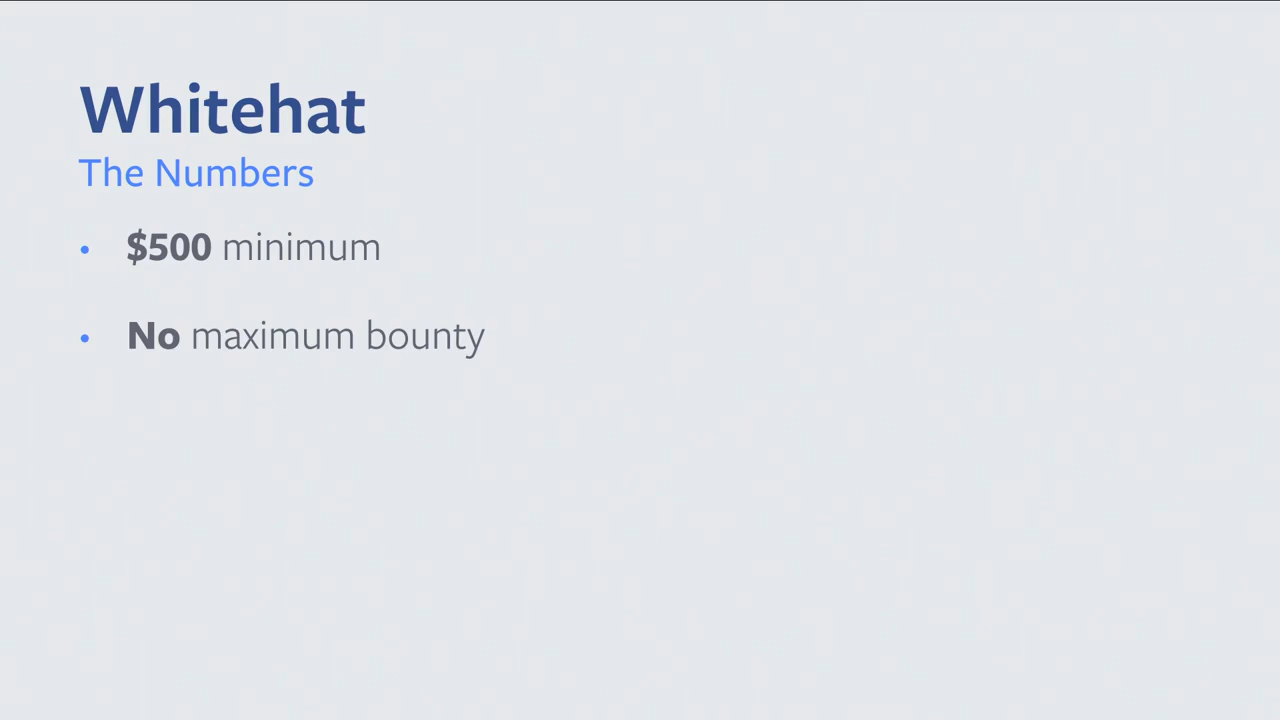 Whitehat
The Numbers
• $500 minimum
• No maximum bounty